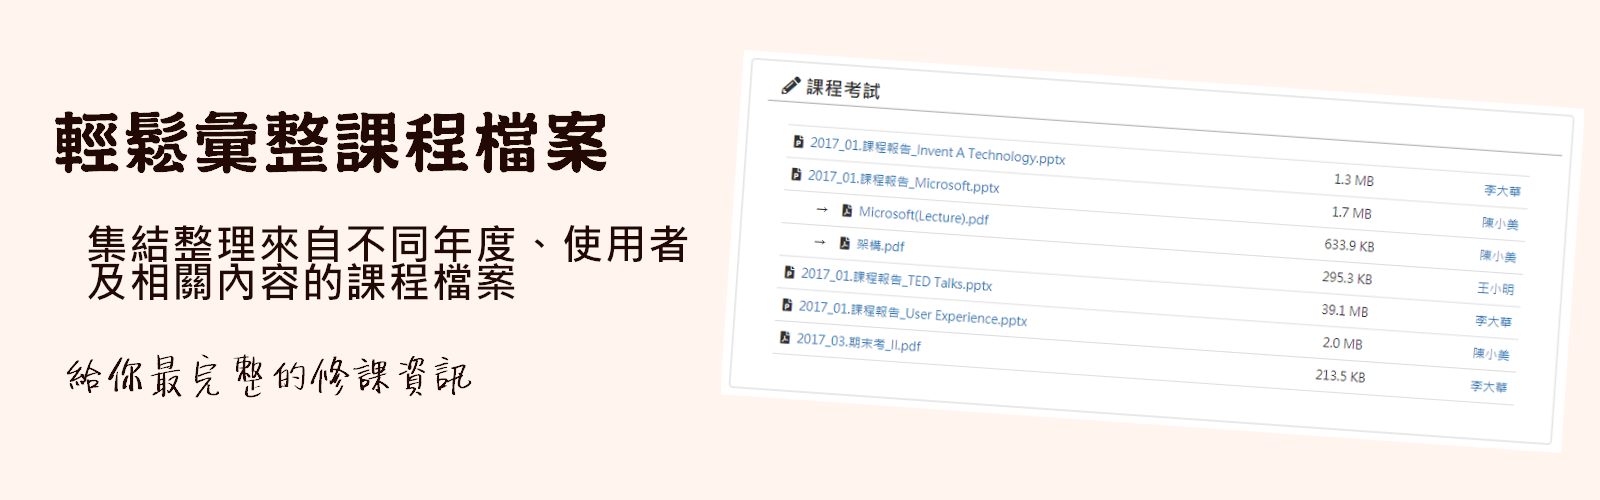 輕鬆彙整課程檔案
集結整理來自不同年度、使用者
及相關內容的課程檔案
給你最完整的修課資訊
課程考試
2017_01.課程報告_Invent A Technology.pptx 1.3 MB 李大華
2017_01.課程報告_Microsoft.pptx 1.7 MB 陳小美
→ Microsoft(Lecture).pdf 633.9 KB 陳小美
→ 架構.pdf 295.3 KB 王小明
2017_01.課程報告_TED Talks.pptx 39.1 MB 李大華
2017_01.課程報告_User Experience.pptx 2.0 MB 陳小美
2017_03.期末考_II.pdf 213.5 KB 李大華